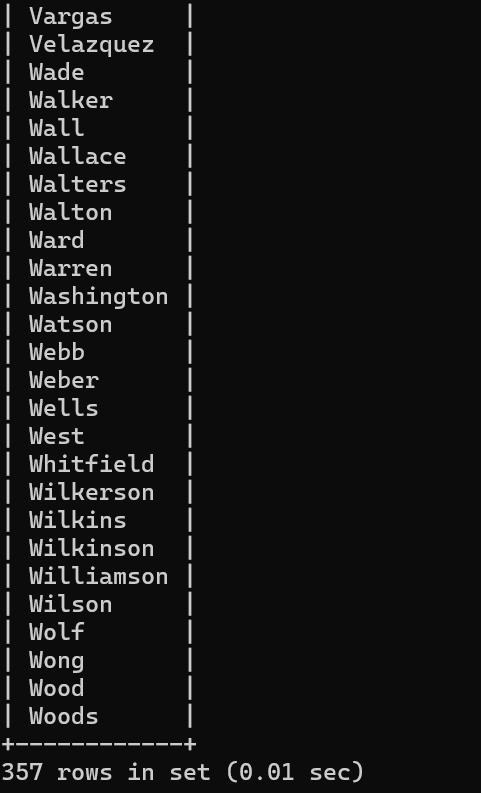 | Vargas     |
| Velazquez  |
| Wade       |
| Walker     |
| Wall       |
| Wallace    |
| Walters    |
| Walton     |
| Ward       |
| Warren     |
| Washington |
| Watson     |
| Webb       |
| Weber      |
| Wells      |
| West       |
| Whitfield  |
| Wilkerson  |
| Wilkins    |
| Wilkinson  |
| Williamson |
| Wilson     |
| Wolf       |
| Wong       |
| Wood       |
| Woods      |
+------------+
357 rows in set (0.01 sec)